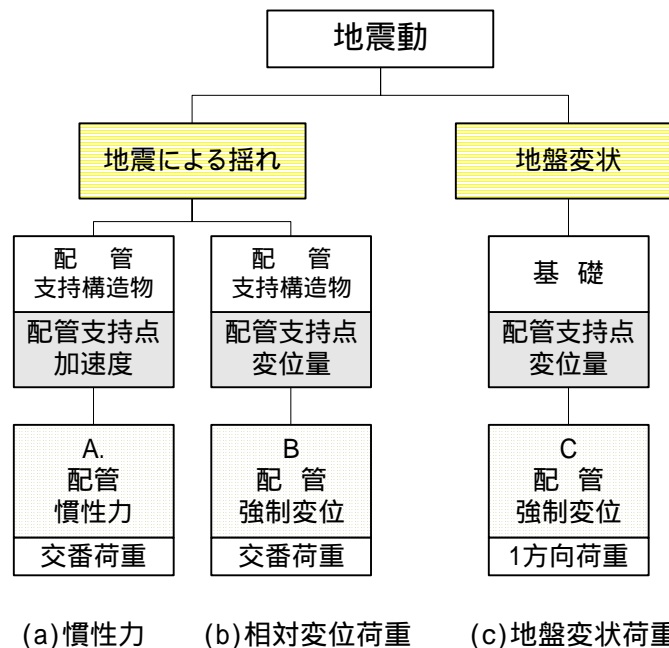 地震動
地震による揺れ
地盤変状
配 管
支持構造物
配管支持点
加速度
配 管
支持構造物
配管支持点
変位量
基 礎
配管支持点
変位量
A.
配管
慣性力
交番荷重
B
配 管
強制変位
交番荷重
C
配 管
強制変位
1方向荷重
(a)慣性力
(b)相対変位荷重
(c)地盤変状荷重